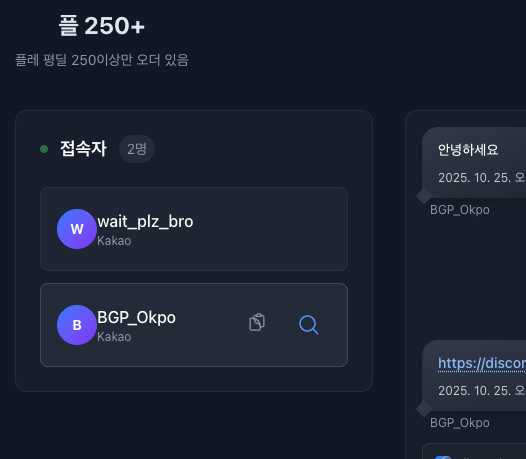 플 250+
플레 평딜 250이상만 오더 있음
접속자 2명
W wait_plz_bro
Kakao
B BGP_Okpo
Kakao
안녕하세요
2025. 10. 25. 오
BGP_Okpo
https://discor
2025. 10. 25. 오
BGP_Okpo